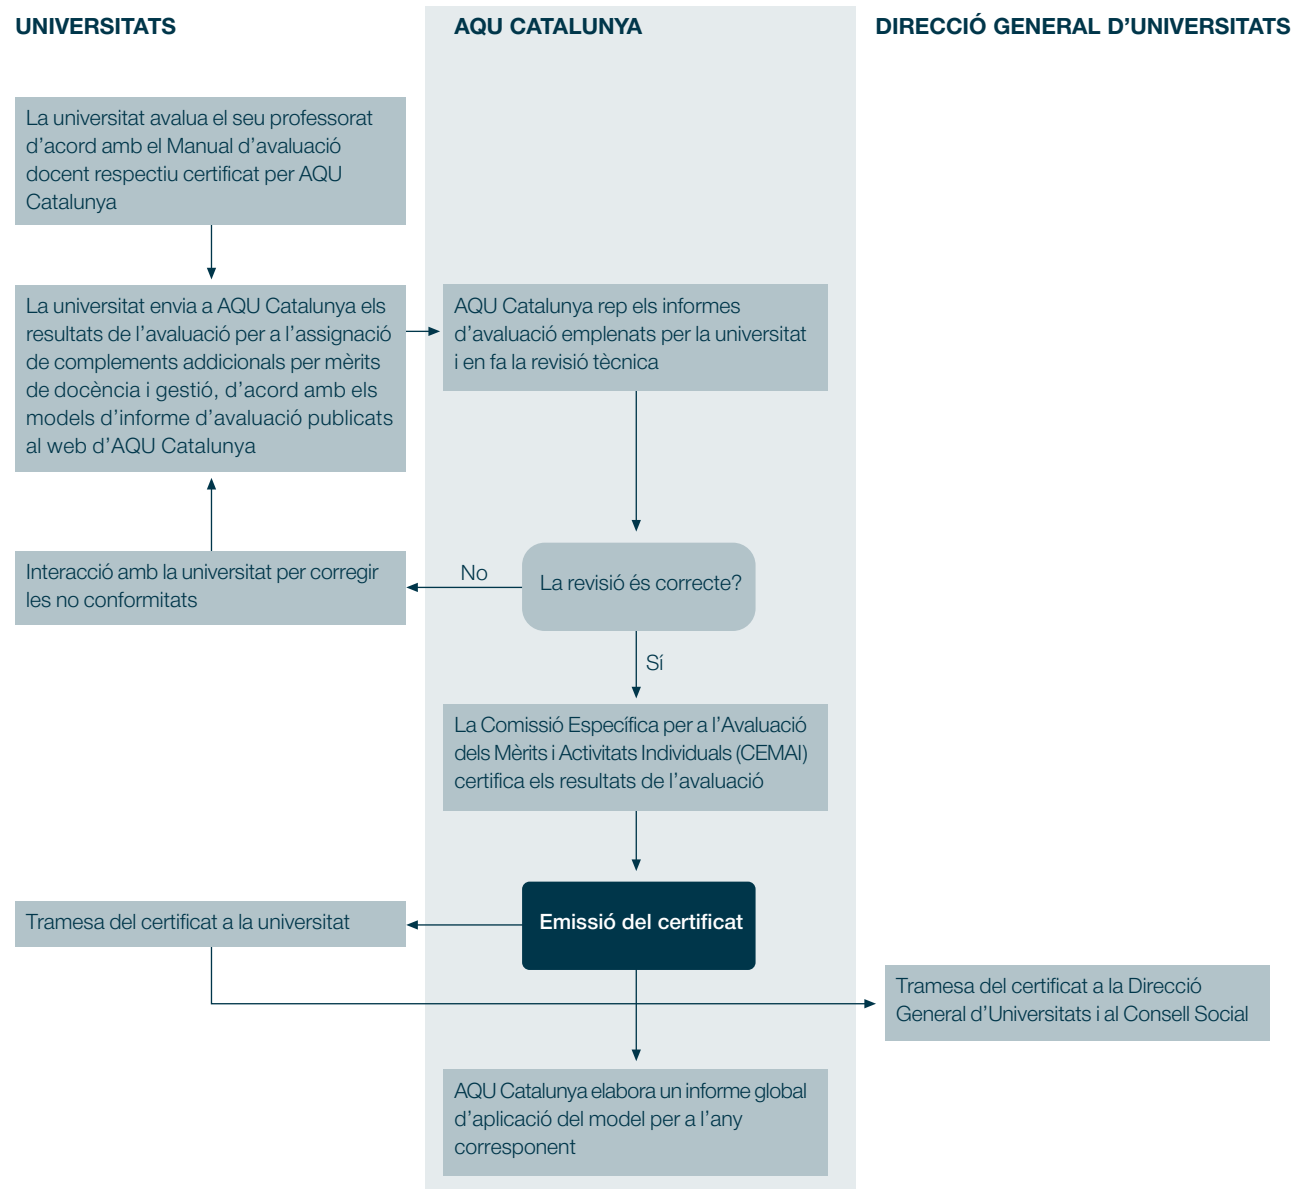 UNIVERSITATS
AQU CATALUNYA
DIRECCIÓ GENERAL D'UNIVERSITATS
La universitat avalua el seu professorat
d'acord amb el Manual d'avaluació
docent respectiu certificat per AQU
Catalunya
La universitat envia a AQU Catalunya els
resultats de l'avaluació per a l'assignació
de complements addicionals per mèrits
de docència i gestió, d'acord amb els
models d'informe d'avaluació publicats
al web d'AQU Catalunya
AQU Catalunya rep els informes
d'avaluació emplenats per la universitat
i en fa la revisió tècnica
Interacció amb la universitat per corregir
les no conformitats
No
La revisió és correcte?
Sí
La Comissió Específica per a l'Avaluació
dels Mèrits i Activitats Individuals (CEMAI)
certifica els resultats de l'avaluació
Tramesa del certificat a la universitat
Emissió del certificat
Tramesa del certificat a la Direcció
General d'Universitats i al Consell Social
AQU Catalunya elabora un informe global
d'aplicació del model per a l'any
corresponent